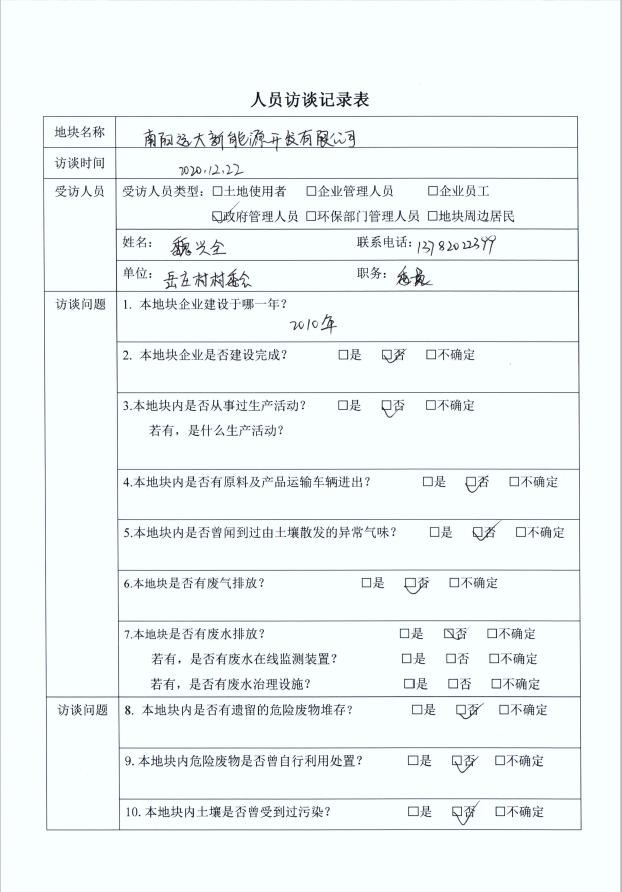 人员访谈记录表
地块名称 南阳远大新能源开发有限公司
访谈时间 2020.12.22
受访人员 受访人员类型：☐土地使用者 ☐企业管理人员 ☐企业员工
☑政府管理人员 ☐环保部门管理人员 ☐地块周边居民
姓名： 魏兴全 联系电话：13782022399
单位： 岳庄村村委会 职务：
访谈问题 1. 本地块企业建设于哪一年？
2010年
2. 本地块企业是否建设完成？ ☐是 ☑否 ☐不确定
3.本地块内是否从事过生产活动？ ☐是 ☑否 ☐不确定
若有，是什么生产活动？
4.本地块内是否有原料及产品运输车辆进出？ ☐是 ☑否 ☐不确定
5.本地块内是否曾闻到过由土壤散发的异常气味？ ☐是 ☑否 ☐不确定
6.本地块是否有废气排放？ ☐是 ☑否 ☐不确定
7.本地块是否有废水排放？ ☐是 ☑否 ☐不确定
若有，是否有废水在线监测装置？ ☐是 ☐否 ☐不确定
若有，是否有废水治理设施？ ☐是 ☐否 ☐不确定
访谈问题 8. 本地块内是否有遗留的危险废物堆存？ ☐是 ☑否 ☐不确定
9.本地块内危险废物是否曾自行利用处置？ ☐是 ☑否 ☐不确定
10.本地块内土壤是否曾受到过污染？ ☐是 ☑否 ☐不确定